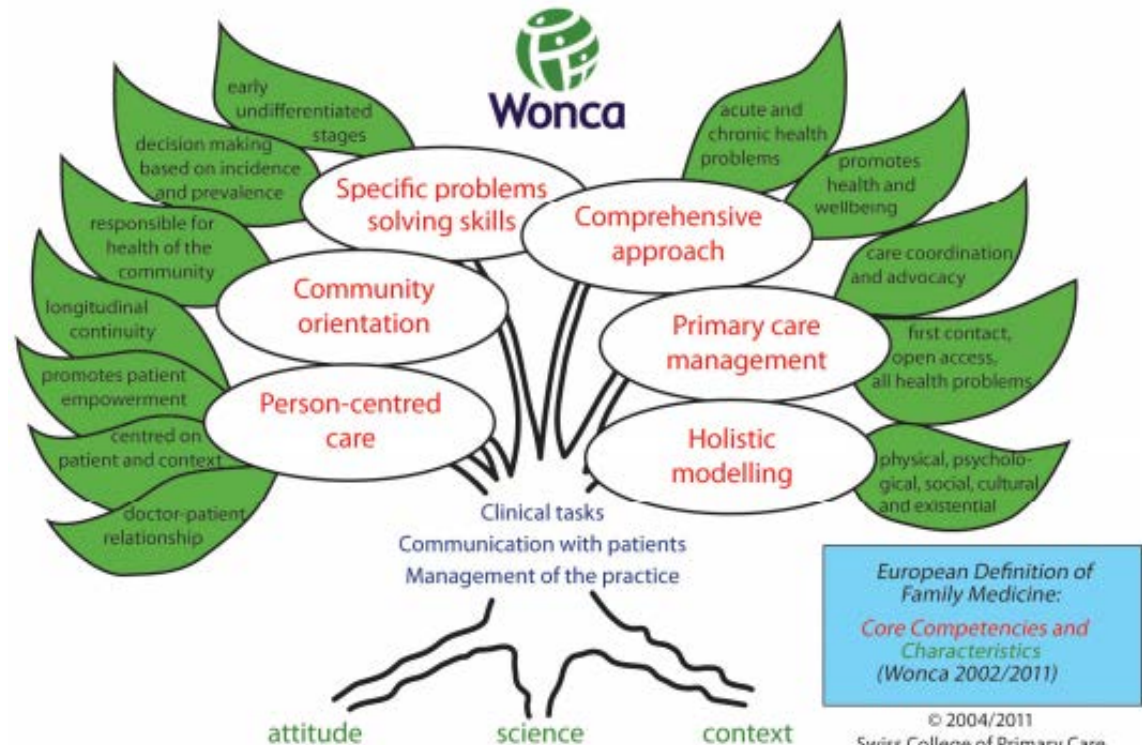 Wonca
early
undifferentiated
stages
decision making
based on incidence
and prevalence
responsible for
health of the
community
longitudinal
continuity
promotes patient
empowerment
centred on
patient and context
doctor-patient
relationship
Specific problems
solving skills
Community
orientation
Person-centred
care
Comprehensive
approach
Primary care
management
Holistic
modelling
acute and
chronic health
problems
promotes
health and
wellbeing
care coordination
and advocacy
first contact,
open access,
all health problems
physical, psycholo-
gical, social, cultural
and existential
Clinical tasks
Communication with patients
Management of the practice
attitude
science
context
European Definition of
Family Medicine:
Core Competencies and
Characteristics
(Wonca 2002/2011)
© 2004/2011
Swiss College of Primary Care